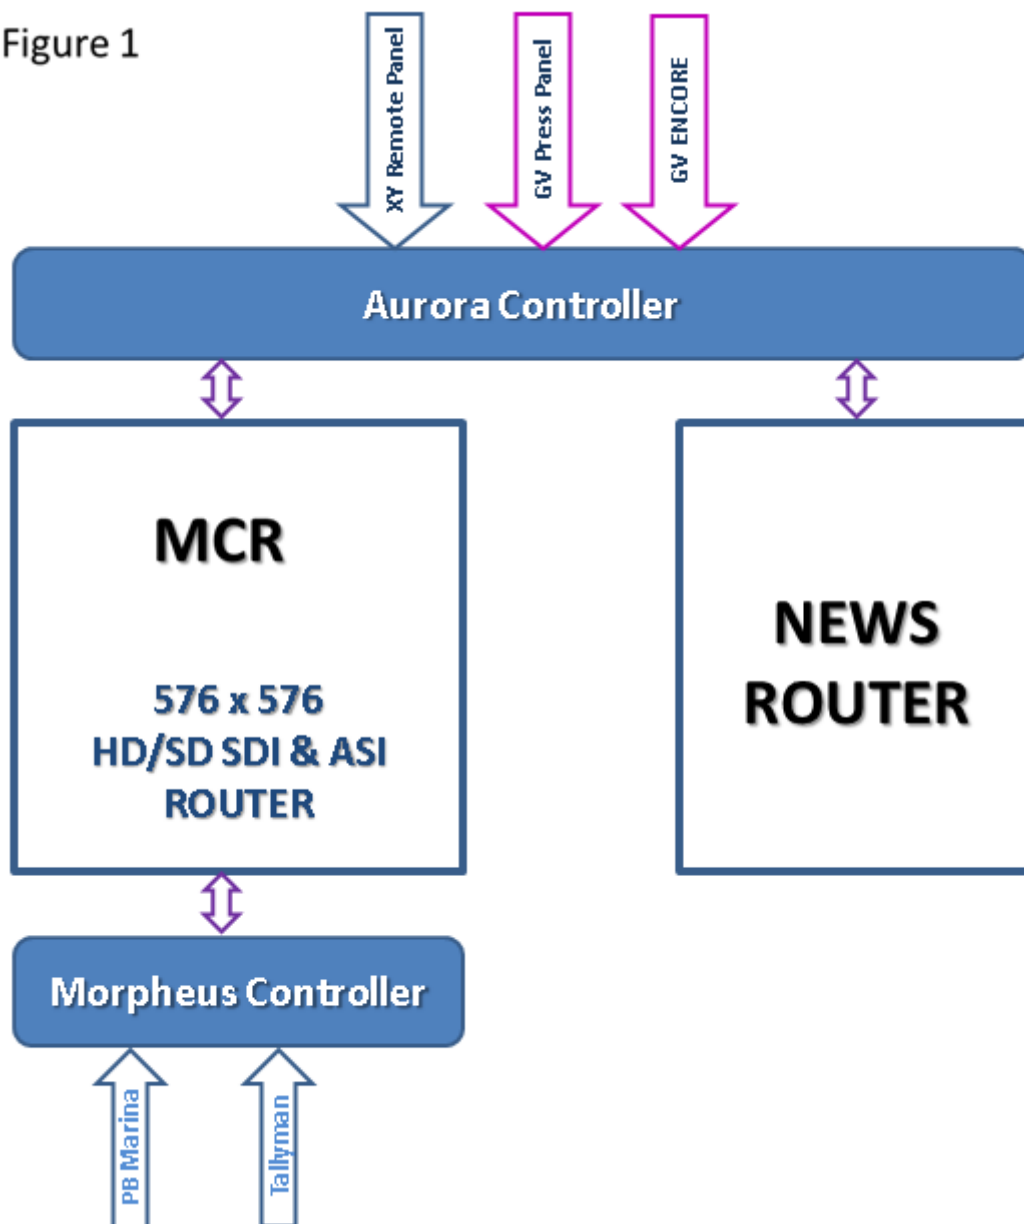 Figure 1
XY Remote Panel
GV Press Panel
GV ENCORE
Aurora Controller
MCR
576 x 576
HD/SD SDI & ASI
ROUTER
NEWS
ROUTER
Morpheus Controller
PB Marina
Tallyman